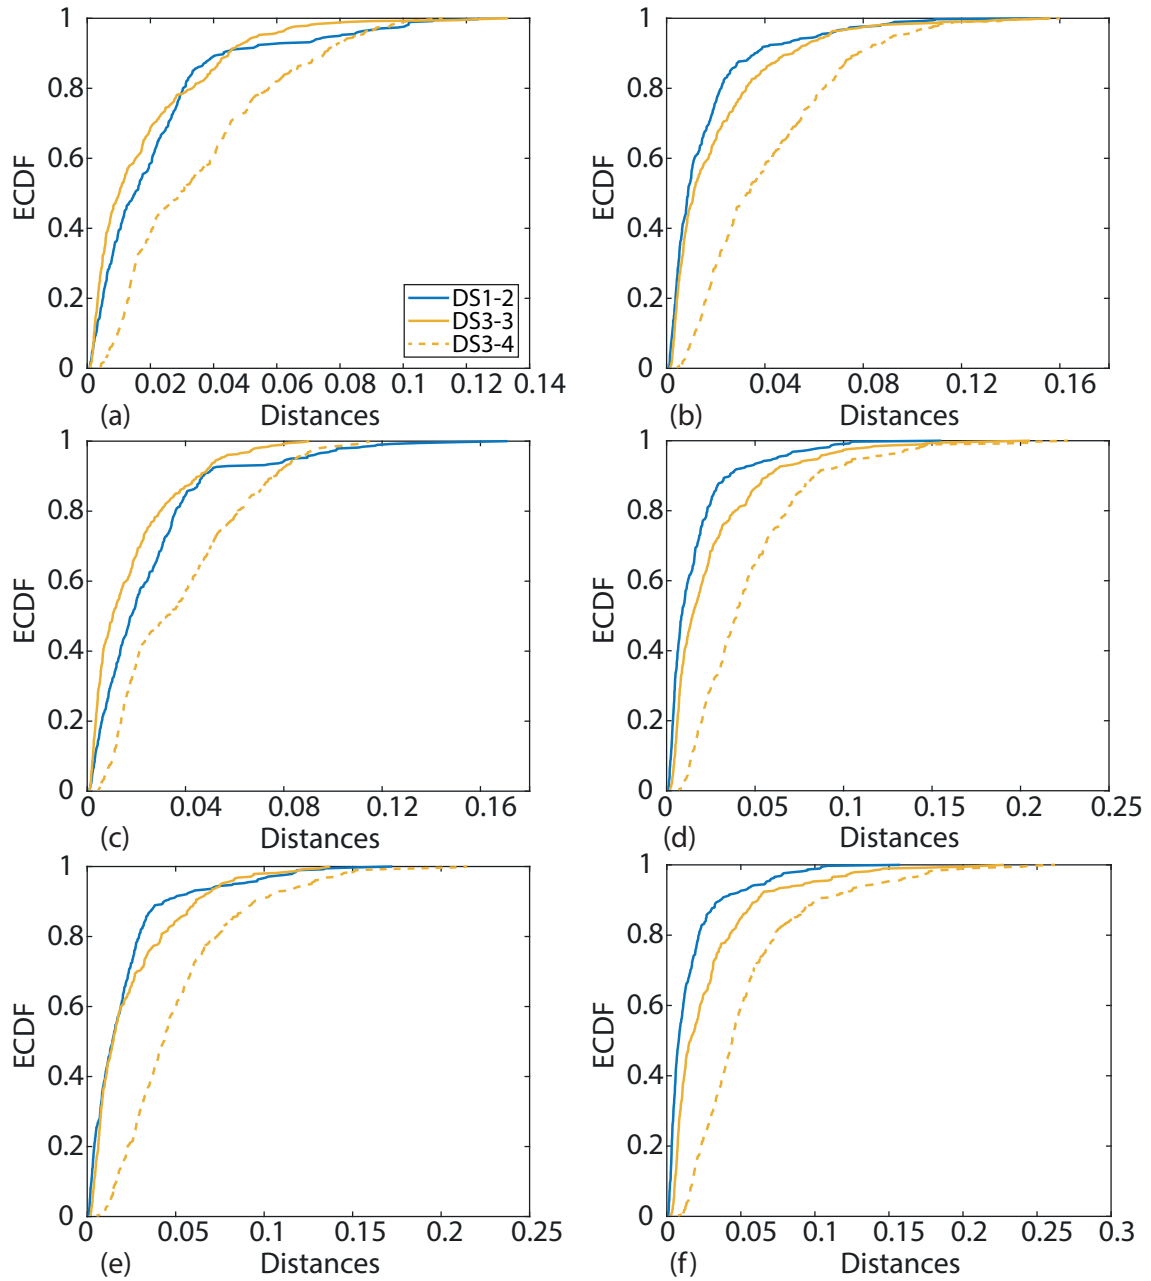 1
0.8
0.6
0.4
0.2
0
ECDF
DS1-2
DS3-3
DS3-4
0 0.02 0.04 0.06 0.08 0.1 0.12 0.14
(a) Distances
1
0.8
0.6
0.4
0.2
0
ECDF
0 0.04 0.08 0.12 0.16
(b) Distances
1
0.8
0.6
0.4
0.2
0
ECDF
0 0.04 0.08 0.12 0.16
(c) Distances
1
0.8
0.6
0.4
0.2
0
ECDF
0 0.05 0.1 0.15 0.2 0.25
(d) Distances
1
0.8
0.6
0.4
0.2
0
ECDF
0 0.05 0.1 0.15 0.2 0.25
(e) Distances
1
0.8
0.6
0.4
0.2
0
ECDF
0 0.05 0.1 0.15 0.2 0.25 0.3
(f) Distances